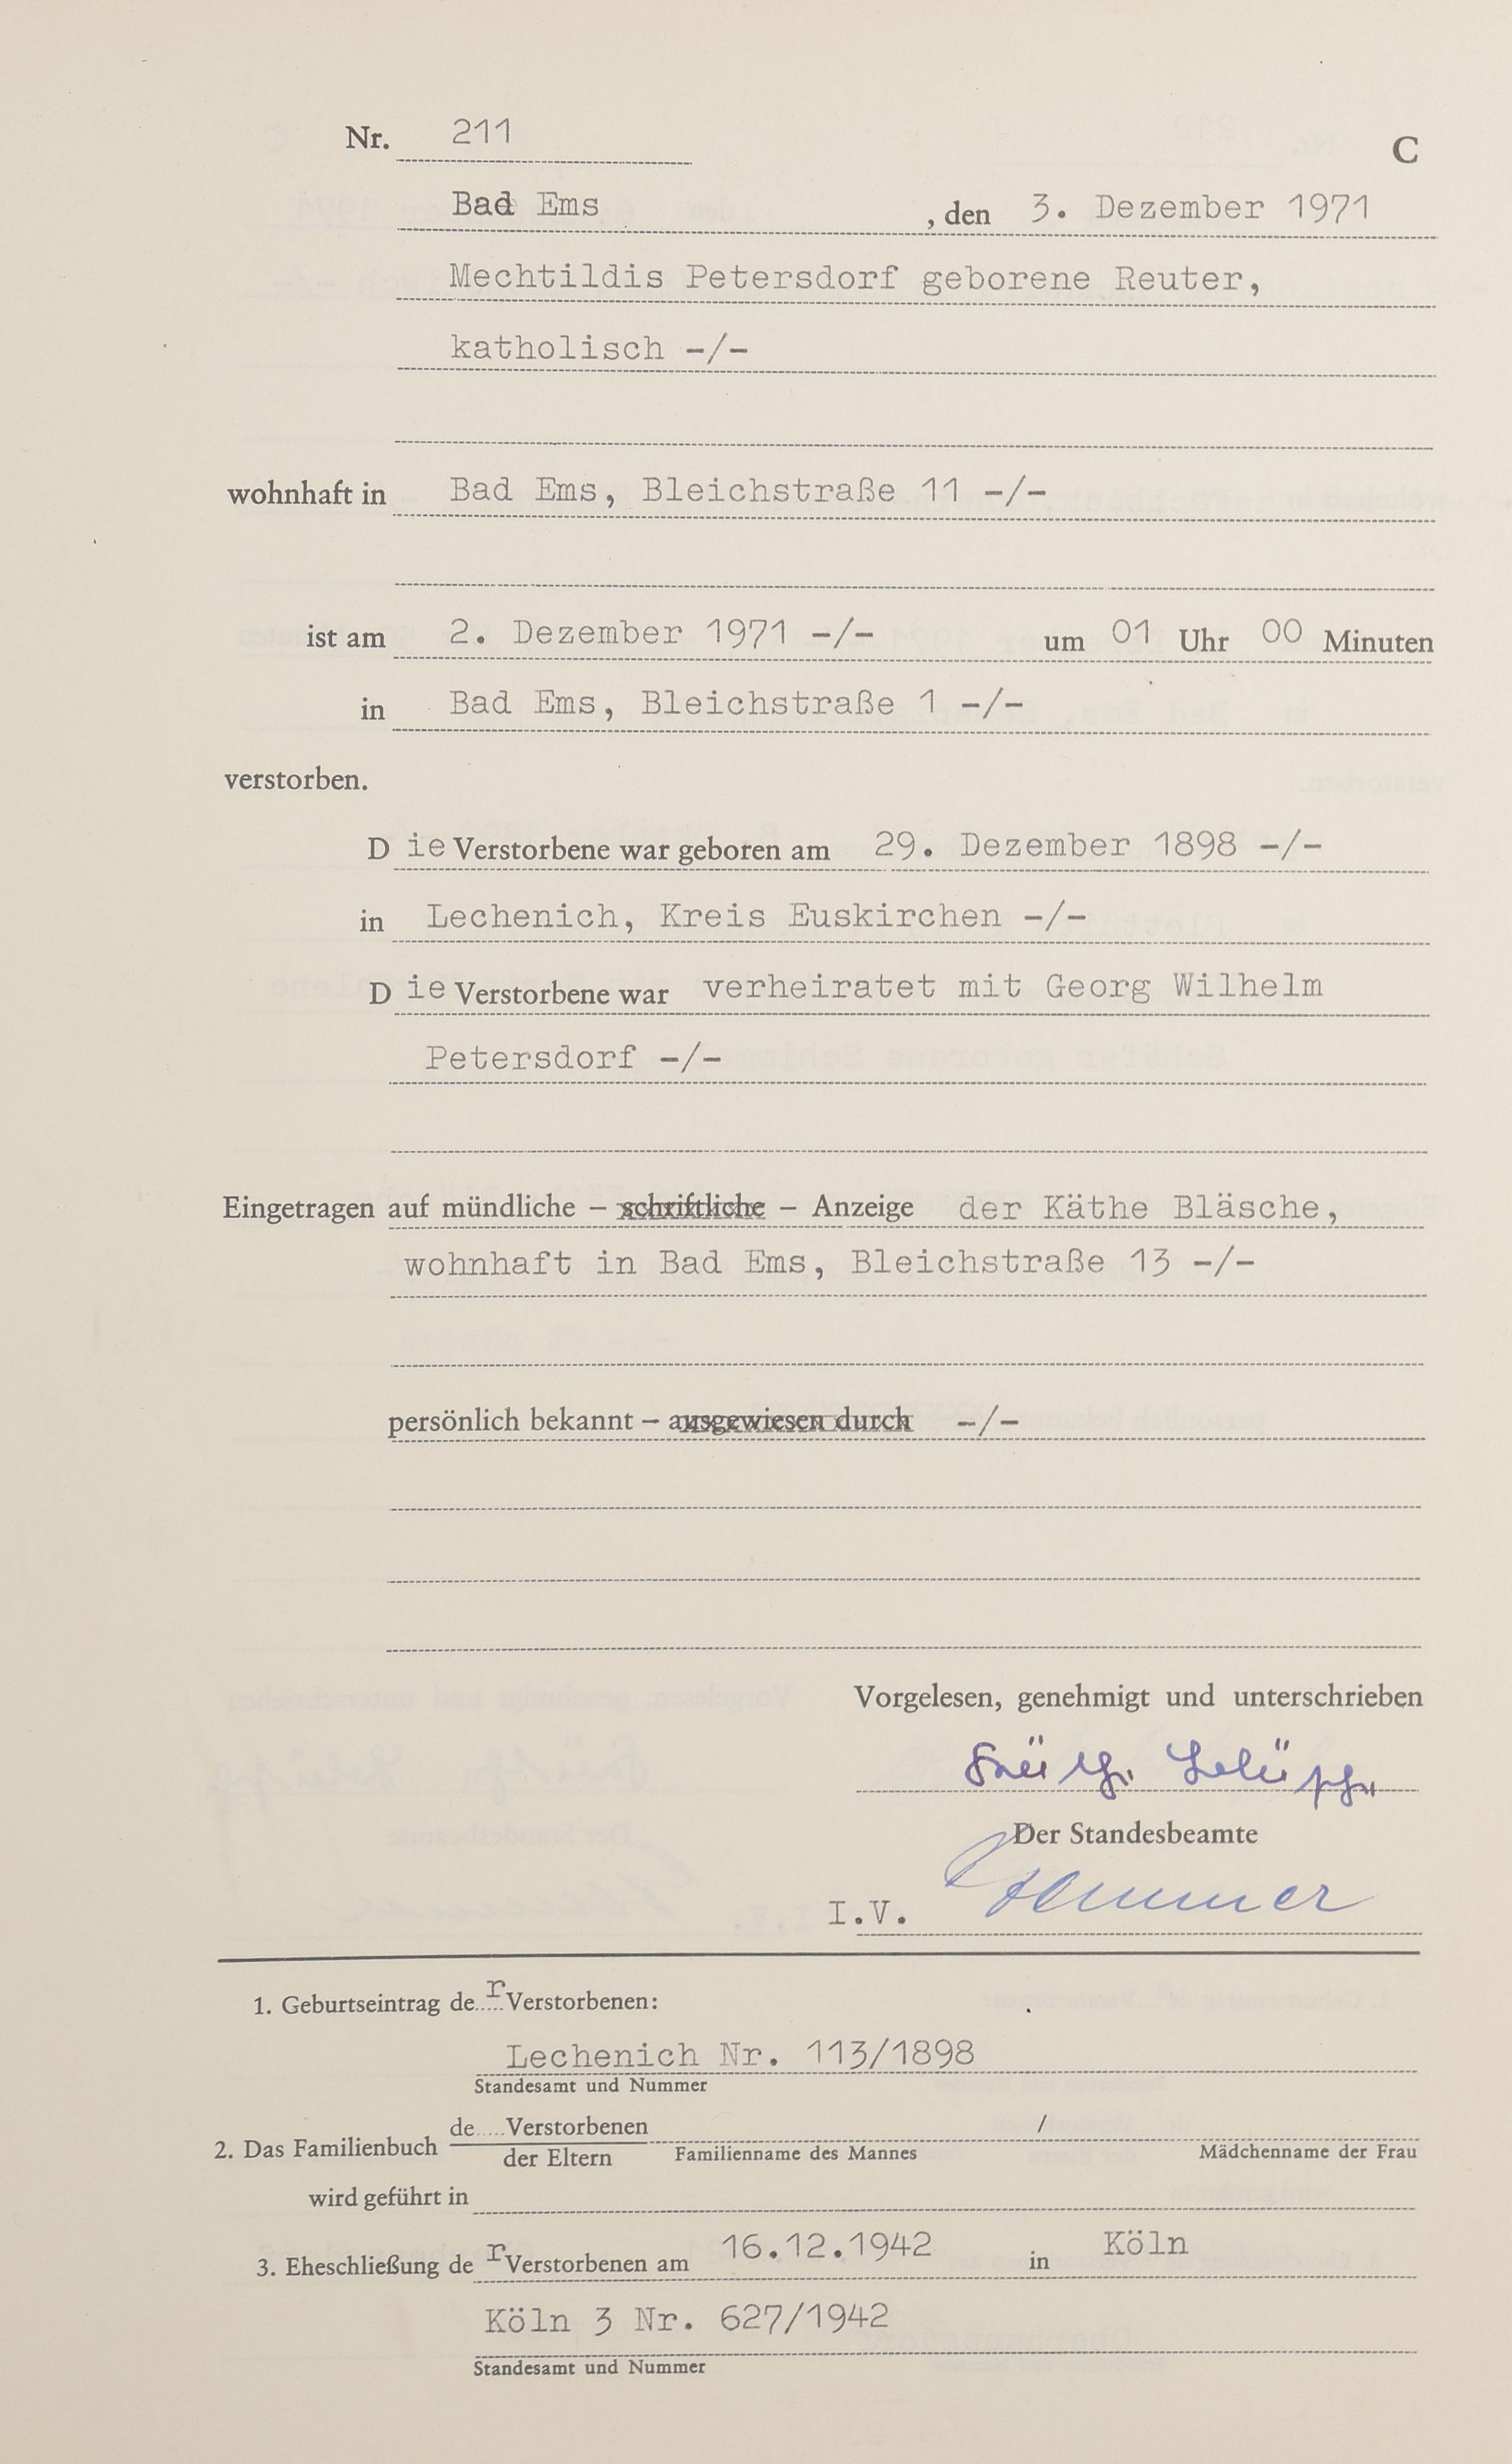 Nr. 211 C
Bad Ems , den 3. Dezember 1971
Mechtildis Petersdorf geborene Reuter,
katholisch -/-
wohnhaft in Bad Ems, Bleichstraße 11 -/-
ist am 2. Dezember 1971 -/- um 01 Uhr 00 Minuten
in Bad Ems, Bleichstraße 1 -/-
verstorben.
Die Verstorbene war geboren am 29. Dezember 1898 -/-
in Lechenich, Kreis Euskirchen -/-
Die Verstorbene war verheiratet mit Georg Wilhelm
Petersdorf -/-
Eingetragen auf mündliche – schriftliche – Anzeige der Käthe Bläsche,
wohnhaft in Bad Ems, Bleichstraße 13 -/-
persönlich bekannt – ausgewiesen durch -/-
Vorgelesen, genehmigt und unterschrieben
Der Standesbeamte
I.V.
1. Geburtseintrag der Verstorbenen:
Lechenich Nr. 113/1898
Standesamt und Nummer
de..... Verstorbenen /
2. Das Familienbuch der Eltern Familienname des Mannes Mädchenname der Frau
wird geführt in
3. Eheschließung der Verstorbenen am 16.12.1942 in Köln
Köln 3 Nr. 627/1942
Standesamt und Nummer